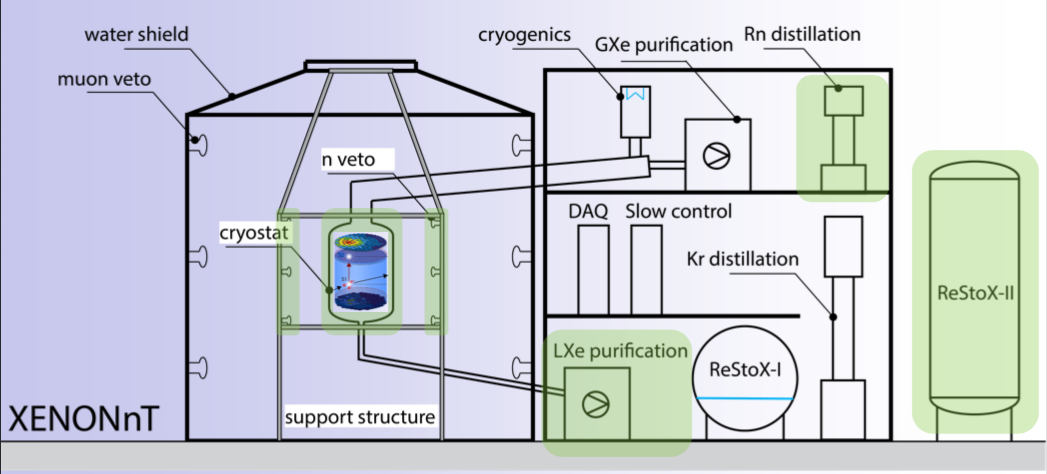 water shield
muon veto
n veto
cryostat
support structure
XENONnT
cryogenics
GXe purification
Rn distillation
DAQ
Slow control
Kr distillation
LXe purification
ReStoX-I
ReStoX-II